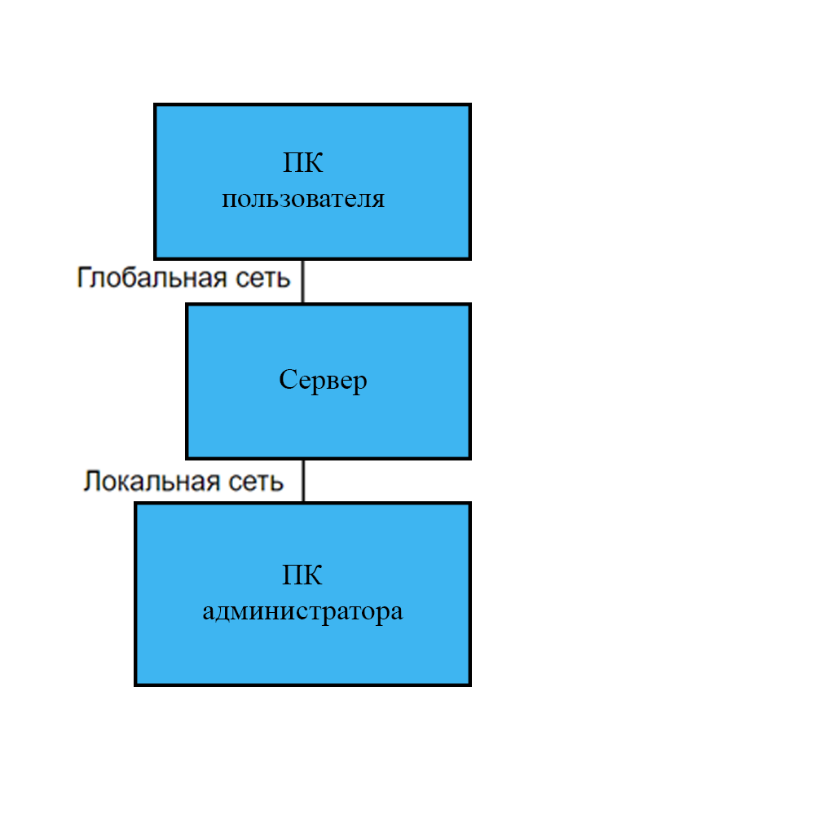 ПК
пользователя
Глобальная сеть
Сервер
Локальная сеть
ПК
администратора